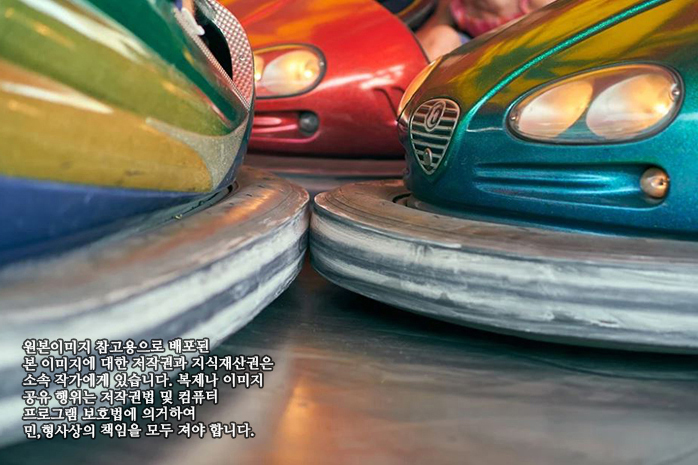 원본이미지 참고용으로 배포된
본 이미지에 대한 저작권과 지식재산권은
소속 작가에게 있습니다. 복제나 이미지
공유 행위는 저작권법 및 컴퓨터
프로그램 보호법에 의거하여
민,형사상의 책임을 모두 져야 합니다.